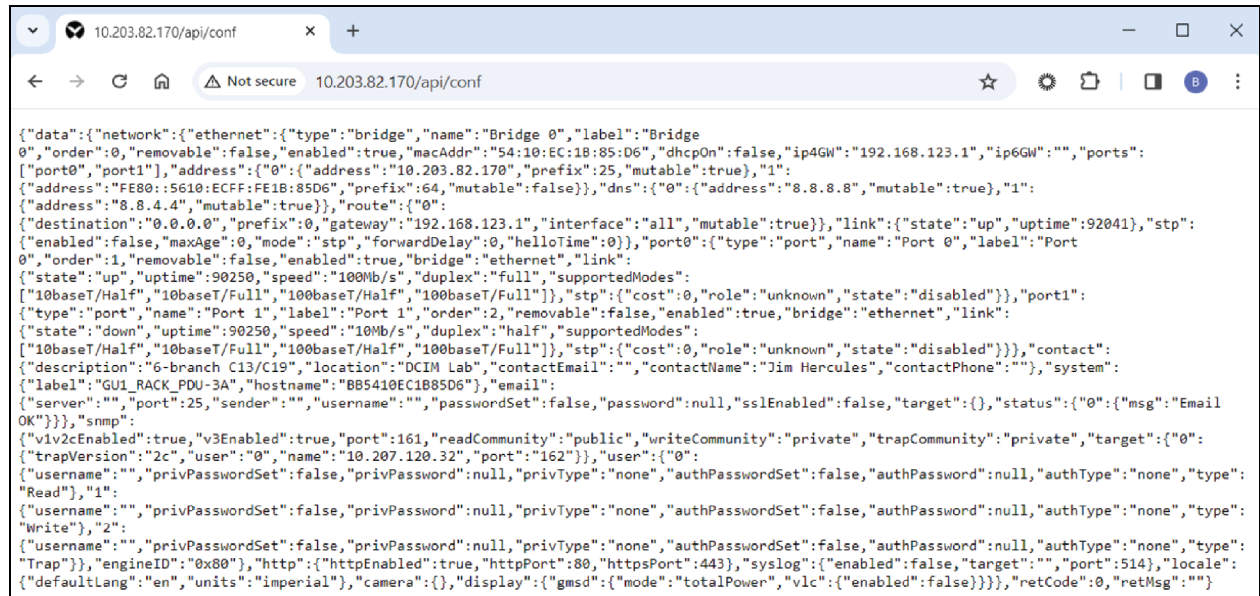 10.203.82.170/api/conf
Not secure 10.203.82.170/api/conf
B
{"data":{"network":{"ethernet":{"type":"bridge","name":"Bridge 0","label":"Bridge
0","order":0,"removable":false,"enabled":true,"macAddr":"54:10:EC:1B:85:D6","dhcpOn":false,"ip4GW":"192.168.123.1","ip6GW":"","ports":
["port0","port1"],"address":{"0":{"address":"10.203.82.170","prefix":25,"mutable":true},"1":
{"address":"FE80::5610:ECFF:FE1B:85D6","prefix":64,"mutable":false}},"dns":{"0":{"address":"8.8.8.8","mutable":true},"1":
{"address":"8.8.4.4","mutable":true}},"route":{"0":
{"destination":"0.0.0.0","prefix":0,"gateway":"192.168.123.1","interface":"all","mutable":true}},"link":{"state":"up","uptime":92041},"stp":
{"enabled":false,"maxAge":0,"mode":"stp","forwardDelay":0,"helloTime":0}},"port0":{"type":"port","name":"Port 0","label":"Port
0","order":1,"removable":false,"enabled":true,"bridge":"ethernet","link":
{"state":"up","uptime":90250,"speed":"100Mb/s","duplex":"full","supportedModes":
["10baseT/Half","10baseT/Full","100baseT/Half","100baseT/Full"]},"stp":{"cost":0,"role":"unknown","state":"disabled"}},"port1":
{"type":"port","name":"Port 1","label":"Port 1","order":2,"removable":false,"enabled":true,"bridge":"ethernet","link":
{"state":"down","uptime":90250,"speed":"10Mb/s","duplex":"half","supportedModes":
["10baseT/Half","10baseT/Full","100baseT/Half","100baseT/Full"]},"stp":{"cost":0,"role":"unknown","state":"disabled"}}},"contact":
{"description":"6-branch C13/C19","location":"DCIM Lab","contactEmail":"","contactName":"Jim Hercules","contactPhone":""},"system":
{"label":"GU1_RACK_PDU-3A","hostname":"BB5410EC1B85D6"},"email":
{"server":"","port":25,"sender":"","username":"","passwordSet":false,"password":null,"sslEnabled":false,"target":{},"status":{"0":{"msg":"Email
OK"}}},"snmp":
{"v1v2cEnabled":true,"v3Enabled":true,"port":161,"readCommunity":"public","writeCommunity":"private","trapCommunity":"private","target":{"0":
{"trapVersion":"2c","user":"0","name":"10.207.120.32","port":"162"}},"user":{"0":
{"username":"","privPasswordSet":false,"privPassword":null,"privType":"none","authPasswordSet":false,"authPassword":null,"authType":"none","type":
"Read"},"1":
{"username":"","privPasswordSet":false,"privPassword":null,"privType":"none","authPasswordSet":false,"authPassword":null,"authType":"none","type":
"Write"},"2":
{"username":"","privPasswordSet":false,"privPassword":null,"privType":"none","authPasswordSet":false,"authPassword":null,"authType":"none","type":
"Trap"}},"engineID":"0x80"},"http":{"httpEnabled":true,"httpPort":80,"httpsPort":443},"syslog":{"enabled":false,"target":"","port":514},"locale":
{"defaultLang":"en","units":"imperial"},"camera":{},"display":{"gmsd":{"mode":"totalPower","vlc":{"enabled":false}}}},"retCode":0,"retMsg":""}